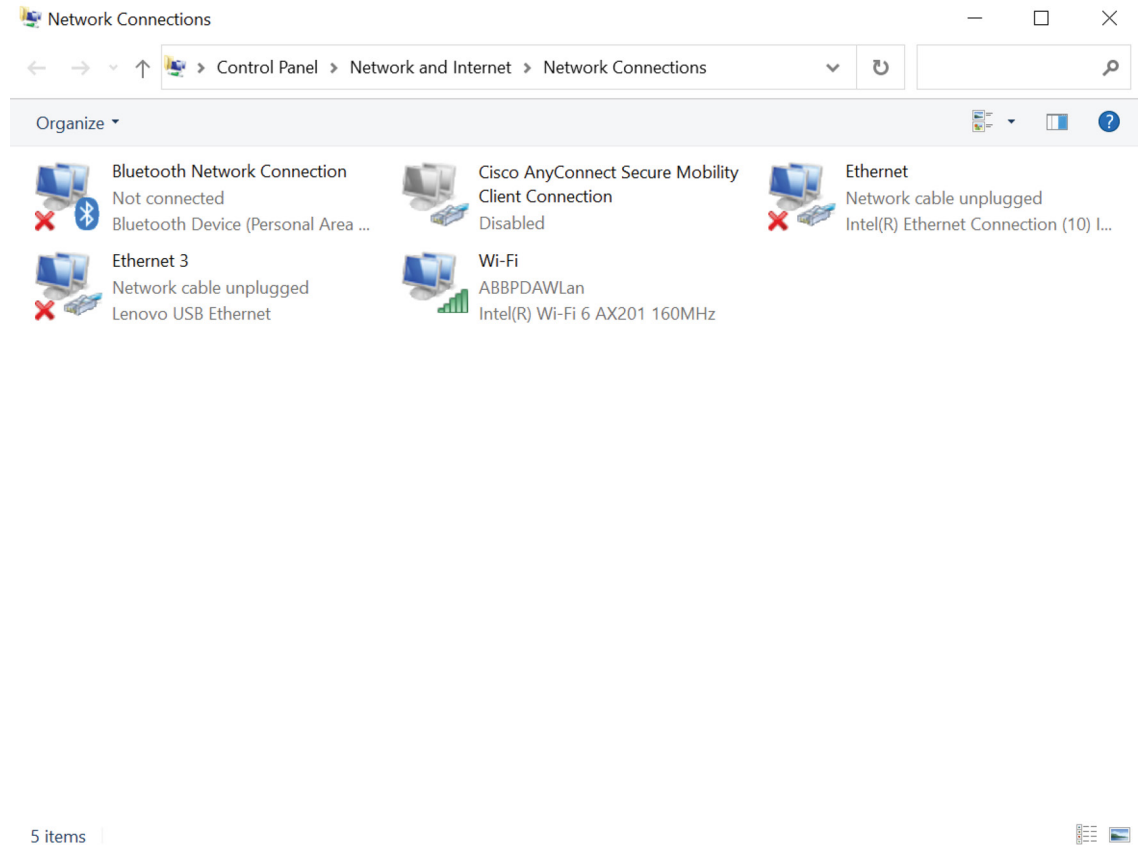 Network Connections
Control Panel > Network and Internet > Network Connections
Organize
Bluetooth Network Connection
Not connected
Bluetooth Device (Personal Area ...
Cisco AnyConnect Secure Mobility
Client Connection
Disabled
Ethernet
Network cable unplugged
Intel(R) Ethernet Connection (10) I...
Ethernet 3
Network cable unplugged
Lenovo USB Ethernet
Wi-Fi
ABBPDAWLan
Intel(R) Wi-Fi 6 AX201 160MHz
5 items